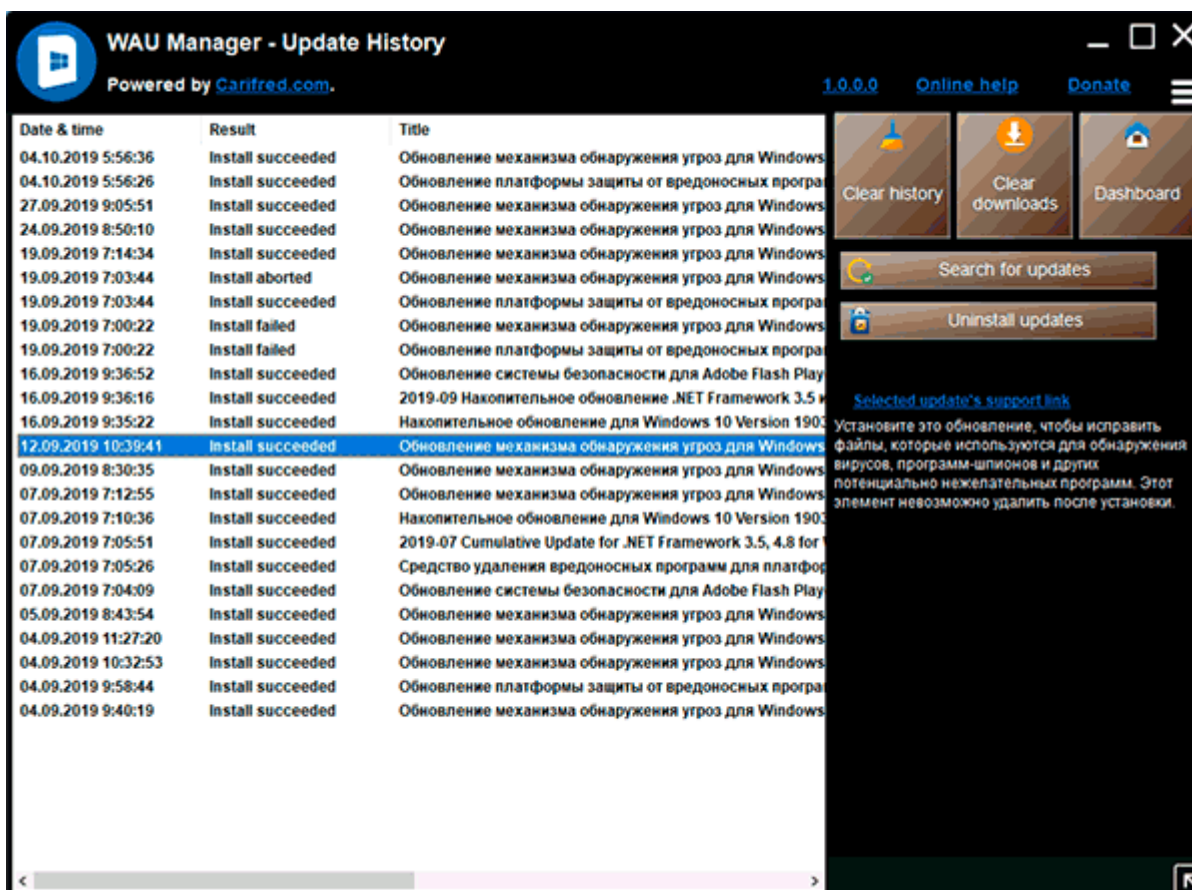 WAU Manager - Update History
Powered by Carifred.com.
1.0.0.0 Online help Donate
Date & time Result Title
04.10.2019 5:56:36 Install succeeded Обновление механизма обнаружения угроз для Windows
04.10.2019 5:56:26 Install succeeded Обновление платформы защиты от вредоносных програ
27.09.2019 9:05:51 Install succeeded Обновление механизма обнаружения угроз для Windows
24.09.2019 8:50:10 Install succeeded Обновление механизма обнаружения угроз для Windows
19.09.2019 7:14:34 Install succeeded Обновление механизма обнаружения угроз для Windows
19.09.2019 7:03:44 Install aborted Обновление механизма обнаружения угроз для Windows
19.09.2019 7:03:44 Install succeeded Обновление платформы защиты от вредоносных програ
19.09.2019 7:00:22 Install failed Обновление механизма обнаружения угроз для Windows
19.09.2019 7:00:22 Install failed Обновление платформы защиты от вредоносных програ
16.09.2019 9:36:52 Install succeeded Обновление системы безопасности для Adobe Flash Play
16.09.2019 9:36:16 Install succeeded 2019-09 Накопительное обновление .NET Framework 3.5 и
16.09.2019 9:35:22 Install succeeded Накопительное обновление для Windows 10 Version 1903
12.09.2019 10:39:41 Install succeeded Обновление механизма обнаружения угроз для Windows
09.09.2019 8:30:35 Install succeeded Обновление механизма обнаружения угроз для Windows
07.09.2019 7:12:55 Install succeeded Обновление механизма обнаружения угроз для Windows
07.09.2019 7:10:36 Install succeeded Накопительное обновление для Windows 10 Version 1903
07.09.2019 7:05:51 Install succeeded 2019-07 Cumulative Update for .NET Framework 3.5, 4.8 for
07.09.2019 7:05:26 Install succeeded Средство удаления вредоносных программ для платфор
07.09.2019 7:04:09 Install succeeded Обновление системы безопасности для Adobe Flash Play
05.09.2019 8:43:54 Install succeeded Обновление механизма обнаружения угроз для Windows
04.09.2019 11:27:20 Install succeeded Обновление механизма обнаружения угроз для Windows
04.09.2019 10:32:53 Install succeeded Обновление механизма обнаружения угроз для Windows
04.09.2019 9:58:44 Install succeeded Обновление платформы защиты от вредоносных програ
04.09.2019 9:40:19 Install succeeded Обновление механизма обнаружения угроз для Windows
Clear history
Clear
downloads
Dashboard
Search for updates
Uninstall updates
Selected update's support link
Установите это обновление, чтобы исправить
файлы, которые используются для обнаружения
вирусов, программ-шпионов и других
потенциально нежелательных программ. Этот
элемент невозможно удалить после установки.